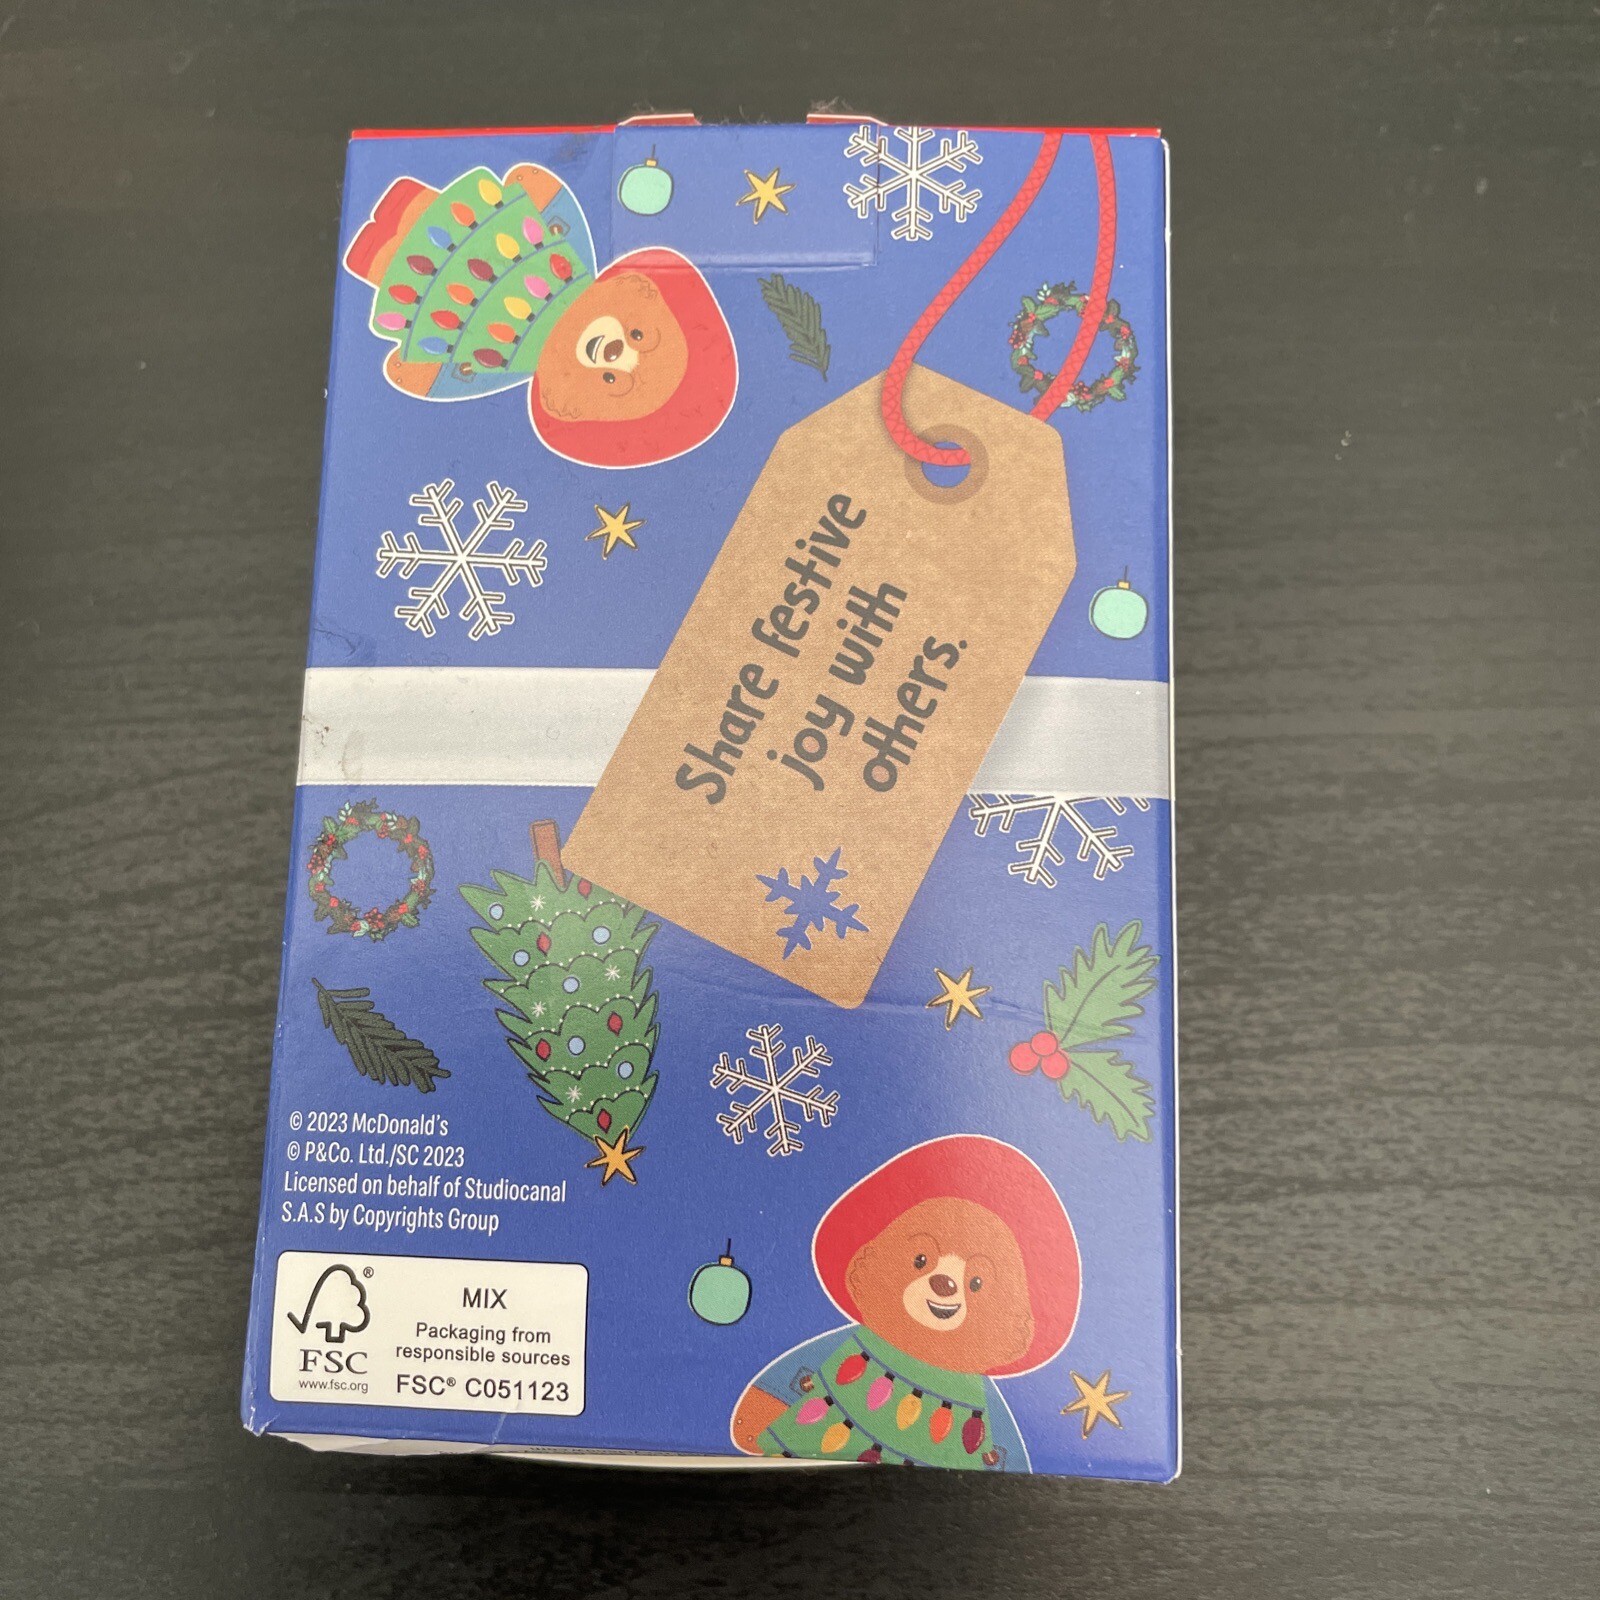 Share festive
joy with
others.
© 2023 McDonald's
© P&Co. Ltd./SC 2023
Licensed on behalf of Studiocanal
S.A.S by Copyrights Group
®
MIX
Packaging from
responsible sources
FSC
www.fsc.org
FSC® C051123